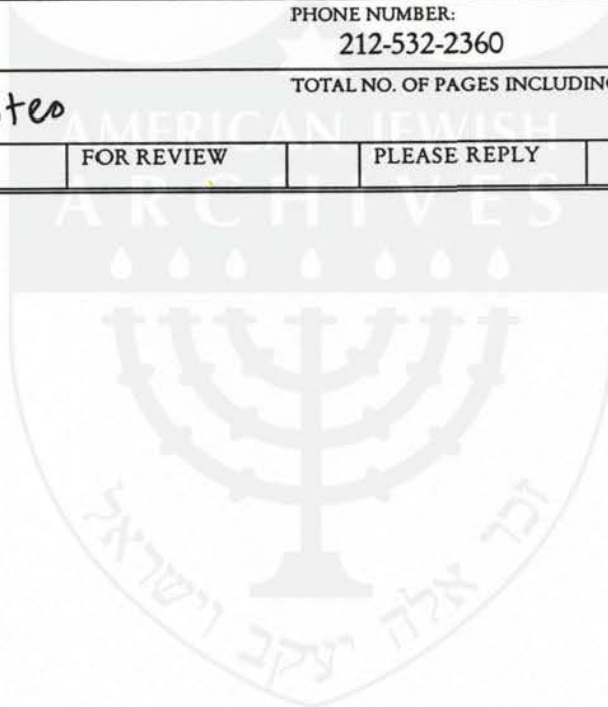 PHONE NUMBER:
212-532-2360
TOTAL NO. OF PAGES INCLUDING
FOR REVIEW
PLEASE REPLY
AMERICAN JEWISH
ARCHIVES
זכר אלה יעקב וישראל